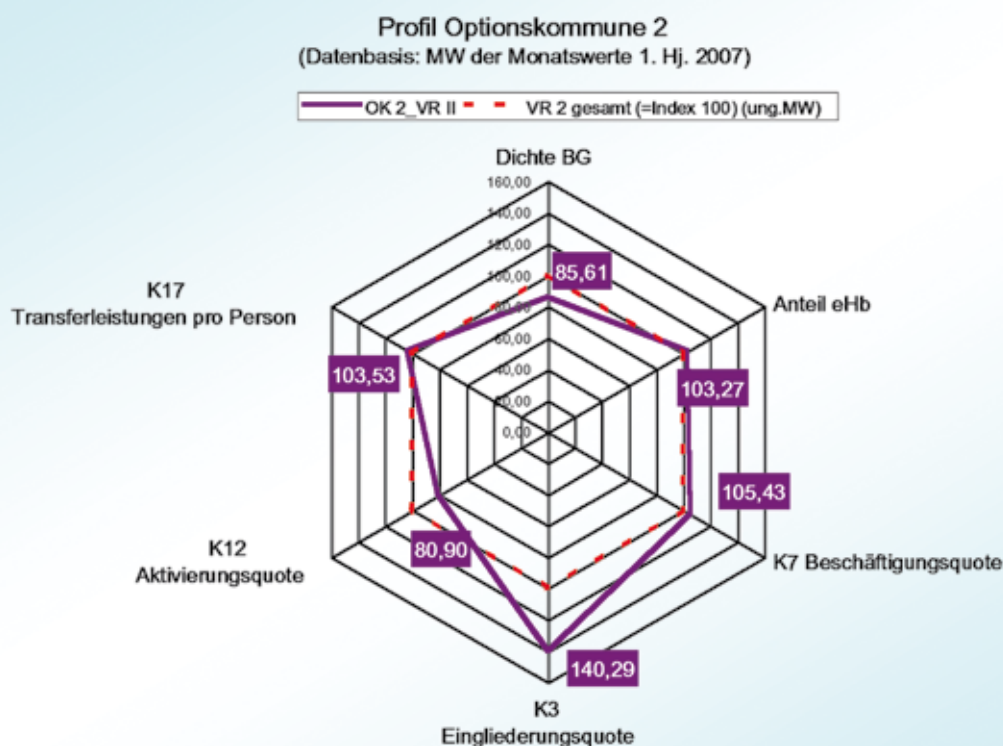 Profil Optionskommune 2
(Datenbasis: MW der Monatswerte 1. Hj. 2007)
OK 2_VR II
VR 2 gesamt (=Index 100) (ung.MW)
Dichte BG
160,00
140,00
120,00
100,00
85,61
80,00
60,00
40,00
20,00
0,00
K17
Transferleistungen pro Person
Anteil eHb
103,53
103,27
105,43
K12
Aktivierungsquote
80,90
K7 Beschäftigungsquote
140,29
K3
Eingliederungsquote